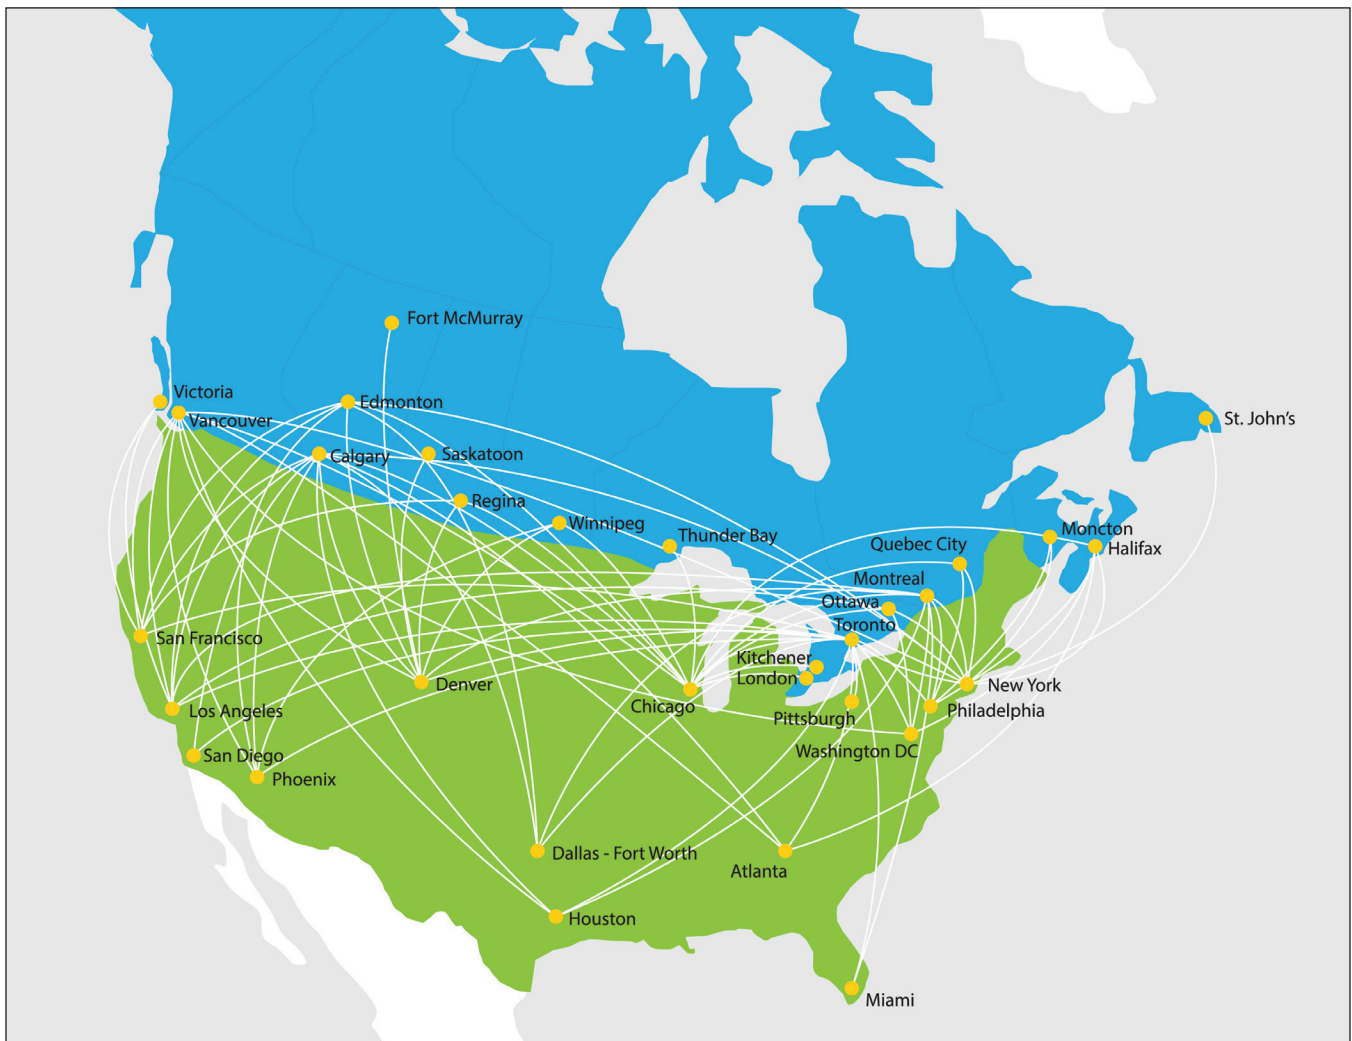 Fort McMurray
Victoria
Edmonton
Vancouver
St. John's
Calgary
Saskatoon
Regina
Winnipeg
Thunder Bay
Moncton
Quebec City
Halifax
Montreal
Ottawa
Toronto
San Francisco
Kitchener
London
Denver
New York
Chicago
Los Angeles
Philadelphia
Pittsburgh
Washington DC
San Diego
Phoenix
Dallas - Fort Worth
Atlanta
Houston
Miami